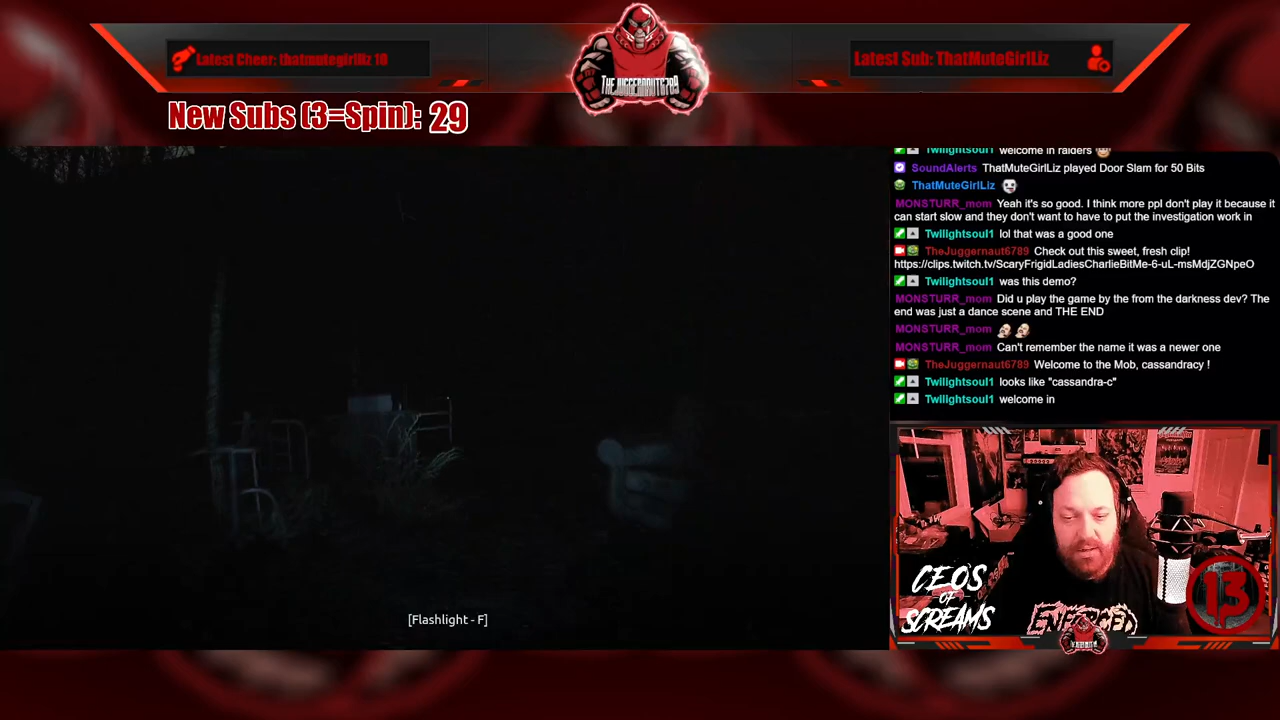 Latest Cheer: thatmutegirlliz 10
THEJUGGERNAUT6789
Latest Sub: ThatMuteGirlLiz
New Subs (3=Spin): 29
Twilightsoul1 welcome in raiders
SoundAlerts ThatMuteGirlLiz played Door Slam for 50 Bits
ThatMuteGirlLiz
MONSTURR_mom Yeah it's so good. I think more ppl don't play it because it
can start slow and they don't want to have to put the investigation work in
Twilightsoul1 lol that was a good one
TheJuggernaut6789 Check out this sweet, fresh clip!
https://clips.twitch.tv/ScaryFrigidLadiesCharlieBitMe-6-uL-msMdjZGNpeO
Twilightsoul1 was this demo?
MONSTURR_mom Did u play the game by the from the darkness dev? The
end was just a dance scene and THE END
MONSTURR_mom
MONSTURR_mom Can't remember the name it was a newer one
TheJuggernaut6789 Welcome to the Mob, cassandracy !
Twilightsoul1 looks like "cassandra-c"
Twilightsoul1 welcome in
CEOS
OF
SCREAMS
ENFORCED
13
[Flashlight - F]